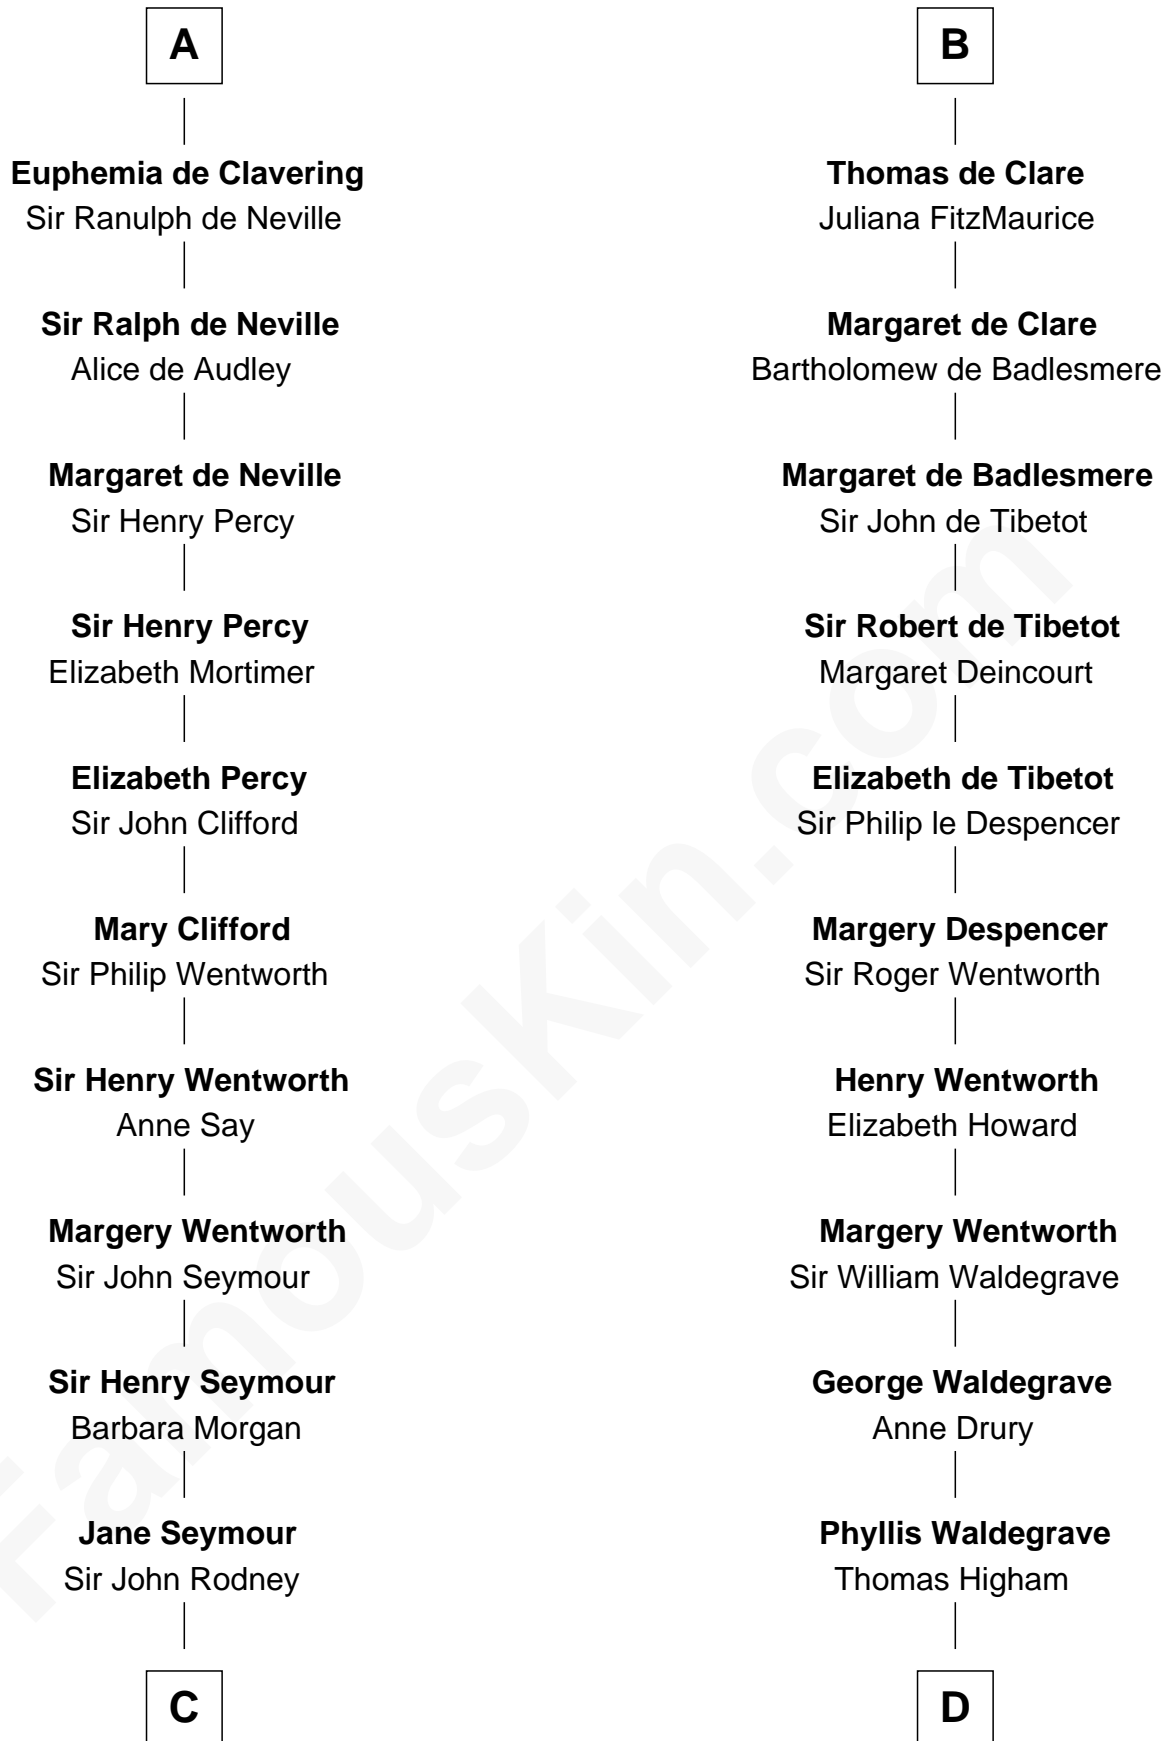 A
Euphemia de Clavering
Sir Ranulph de Neville
Sir Ralph de Neville
Alice de Audley
Margaret de Neville
Sir Henry Percy
Sir Henry Percy
Elizabeth Mortimer
Elizabeth Percy
Sir John Clifford
Mary Clifford
Sir Philip Wentworth
Sir Henry Wentworth
Anne Say
Margery Wentworth
Sir John Seymour
Sir Henry Seymour
Barbara Morgan
Jane Seymour
Sir John Rodney
C
B
Thomas de Clare
Juliana FitzMaurice
Margaret de Clare
Bartholomew de Badlesmere
Margaret de Badlesmere
Sir John de Tibetot
Sir Robert de Tibetot
Margaret Deincourt
Elizabeth de Tibetot
Sir Philip le Despencer
Margery Despencer
Sir Roger Wentworth
Henry Wentworth
Elizabeth Howard
Margery Wentworth
Sir William Waldegrave
George Waldegrave
Anne Drury
Phyllis Waldegrave
Thomas Higham
D
FamousKin.com